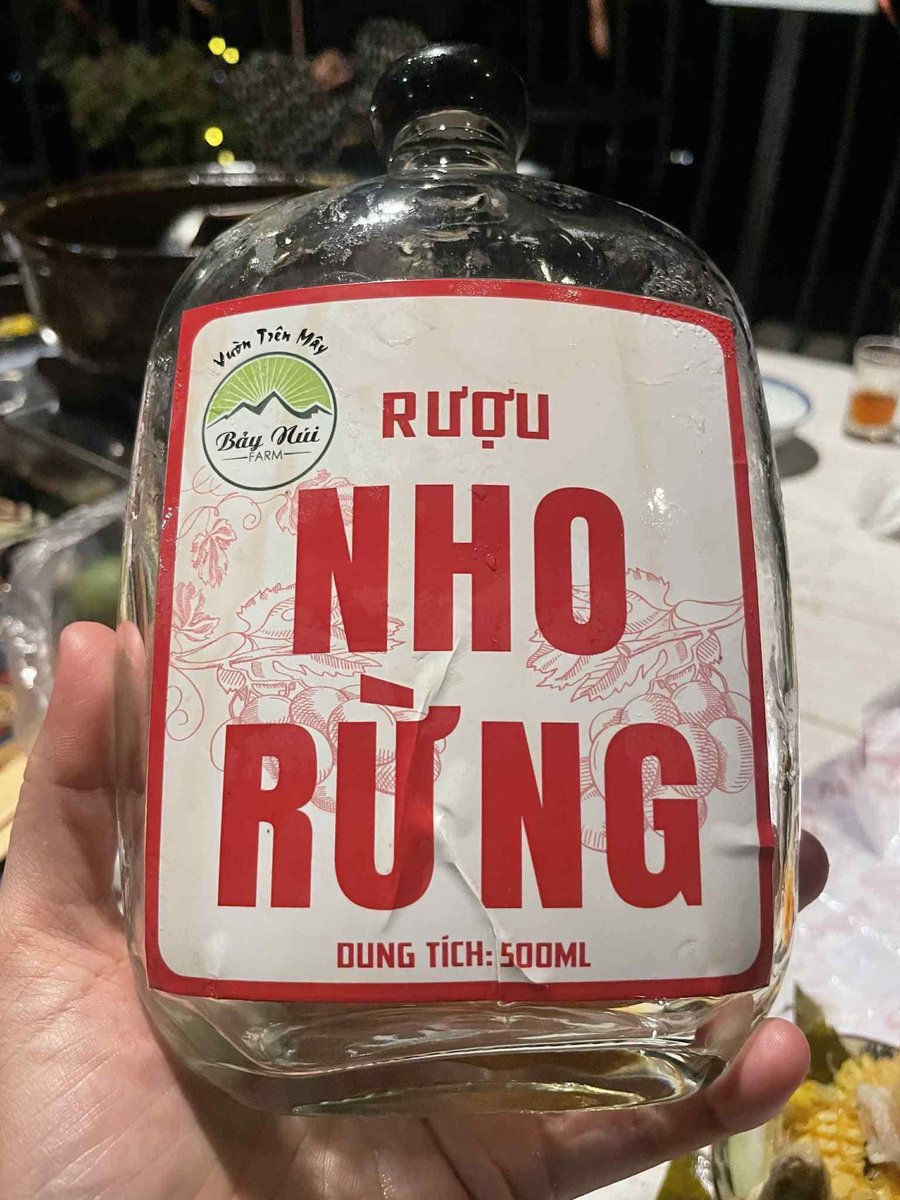 Vườn Trên Mây
Bảy Núi
FARM
RƯỢU
NHO
RỪNG
DUNG TÍCH: 500ML